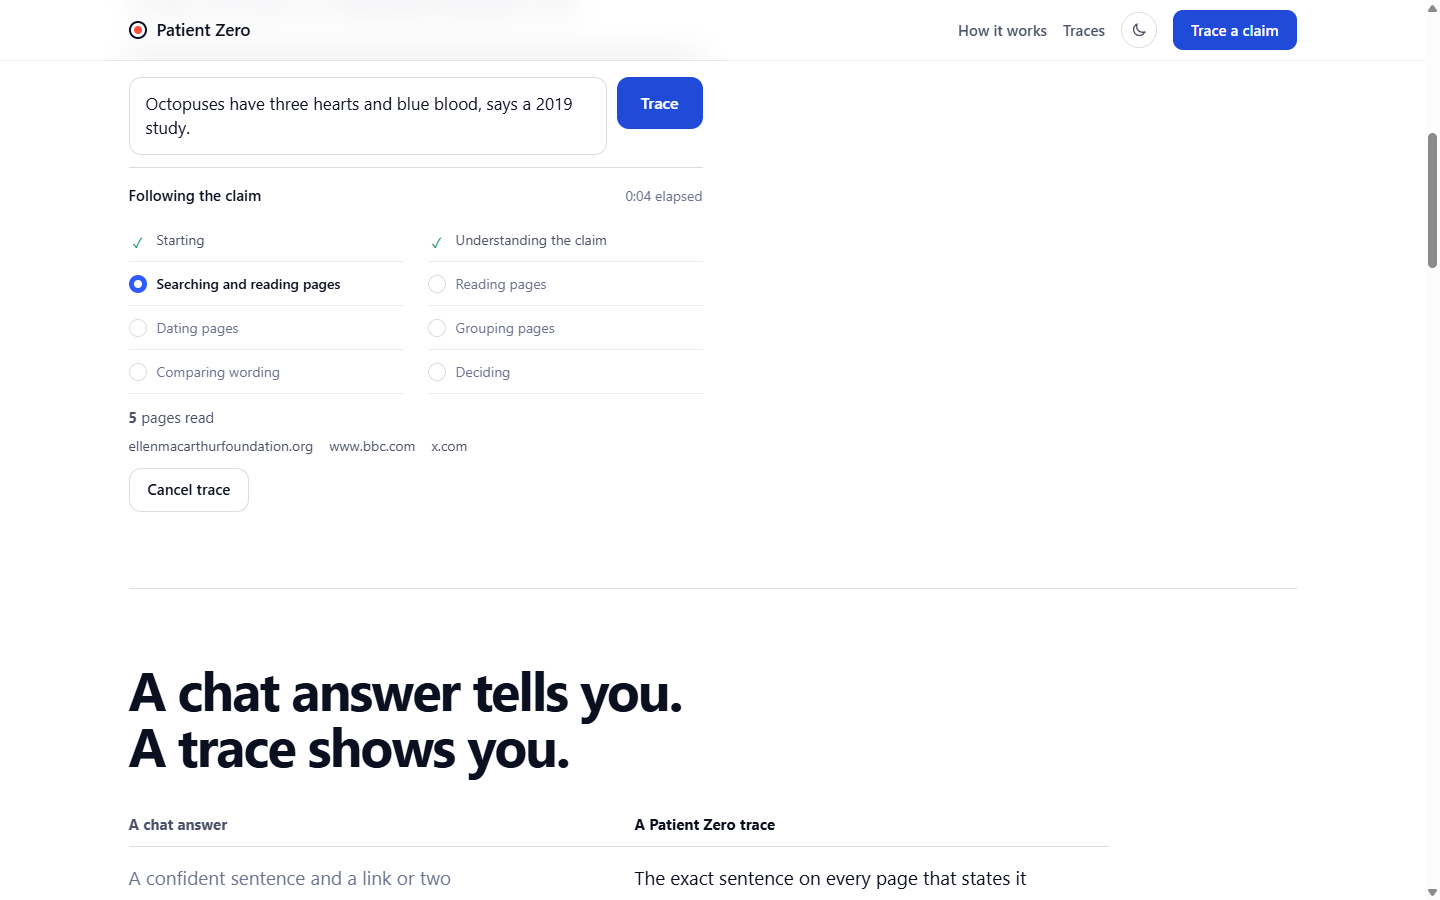 Patient Zero
How it works
Traces
Trace a claim
Octopuses have three hearts and blue blood, says a 2019
study.
Trace
Following the claim
0:04 elapsed
Starting
Understanding the claim
Searching and reading pages
Reading pages
Dating pages
Grouping pages
Comparing wording
Deciding
5 pages read
ellenmacarthurfoundation.org www.bbc.com x.com
Cancel trace
A chat answer tells you.
A trace shows you.
A chat answer
A Patient Zero trace
A confident sentence and a link or two
The exact sentence on every page that states it